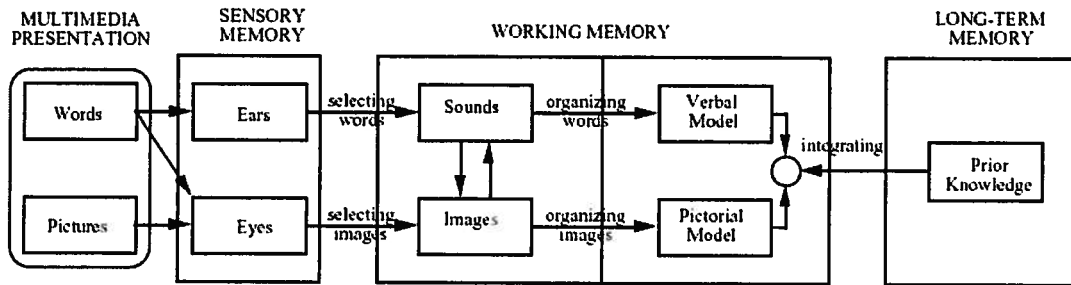 MULTIMEDIA
PRESENTATION
SENSORY
MEMORY
WORKING MEMORY
LONG-TERM
MEMORY
Words
Ears
selecting
words
Sounds
organizing
words
Verbal
Model
integrating
Prior
Knowledge
Pictures
Eyes
selecting
images
Images
organizing
images
Pictorial
Model